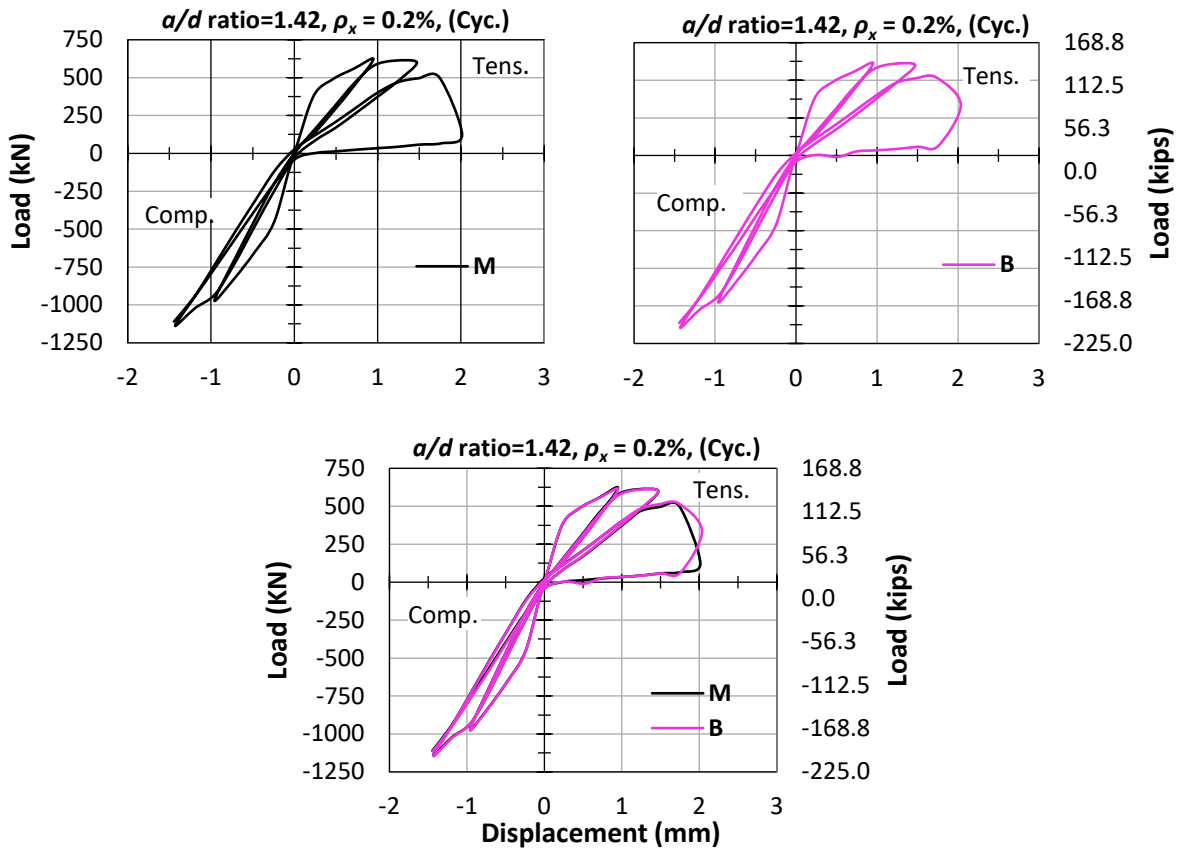 a/d ratio=1.42, ρx = 0.2%, (Cyc.)
750
500
250
0
-250
-500
-750
-1000
-1250
Load (kN)
Tens.
Comp.
M
-2 -1 0 1 2 3
a/d ratio=1.42, ρx = 0.2%, (Cyc.)
Tens.
Comp.
B
168.8
112.5
56.3
0.0
-56.3
-112.5
-168.8
-225.0
Load (kips)
-2 -1 0 1 2 3
a/d ratio=1.42, ρx = 0.2%, (Cyc.)
750
500
250
0
-250
-500
-750
-1000
-1250
Load (KN)
Tens.
Comp.
M
B
168.8
112.5
56.3
0.0
-56.3
-112.5
-168.8
-225.0
Load (kips)
-2 -1 0 1 2 3
Displacement (mm)